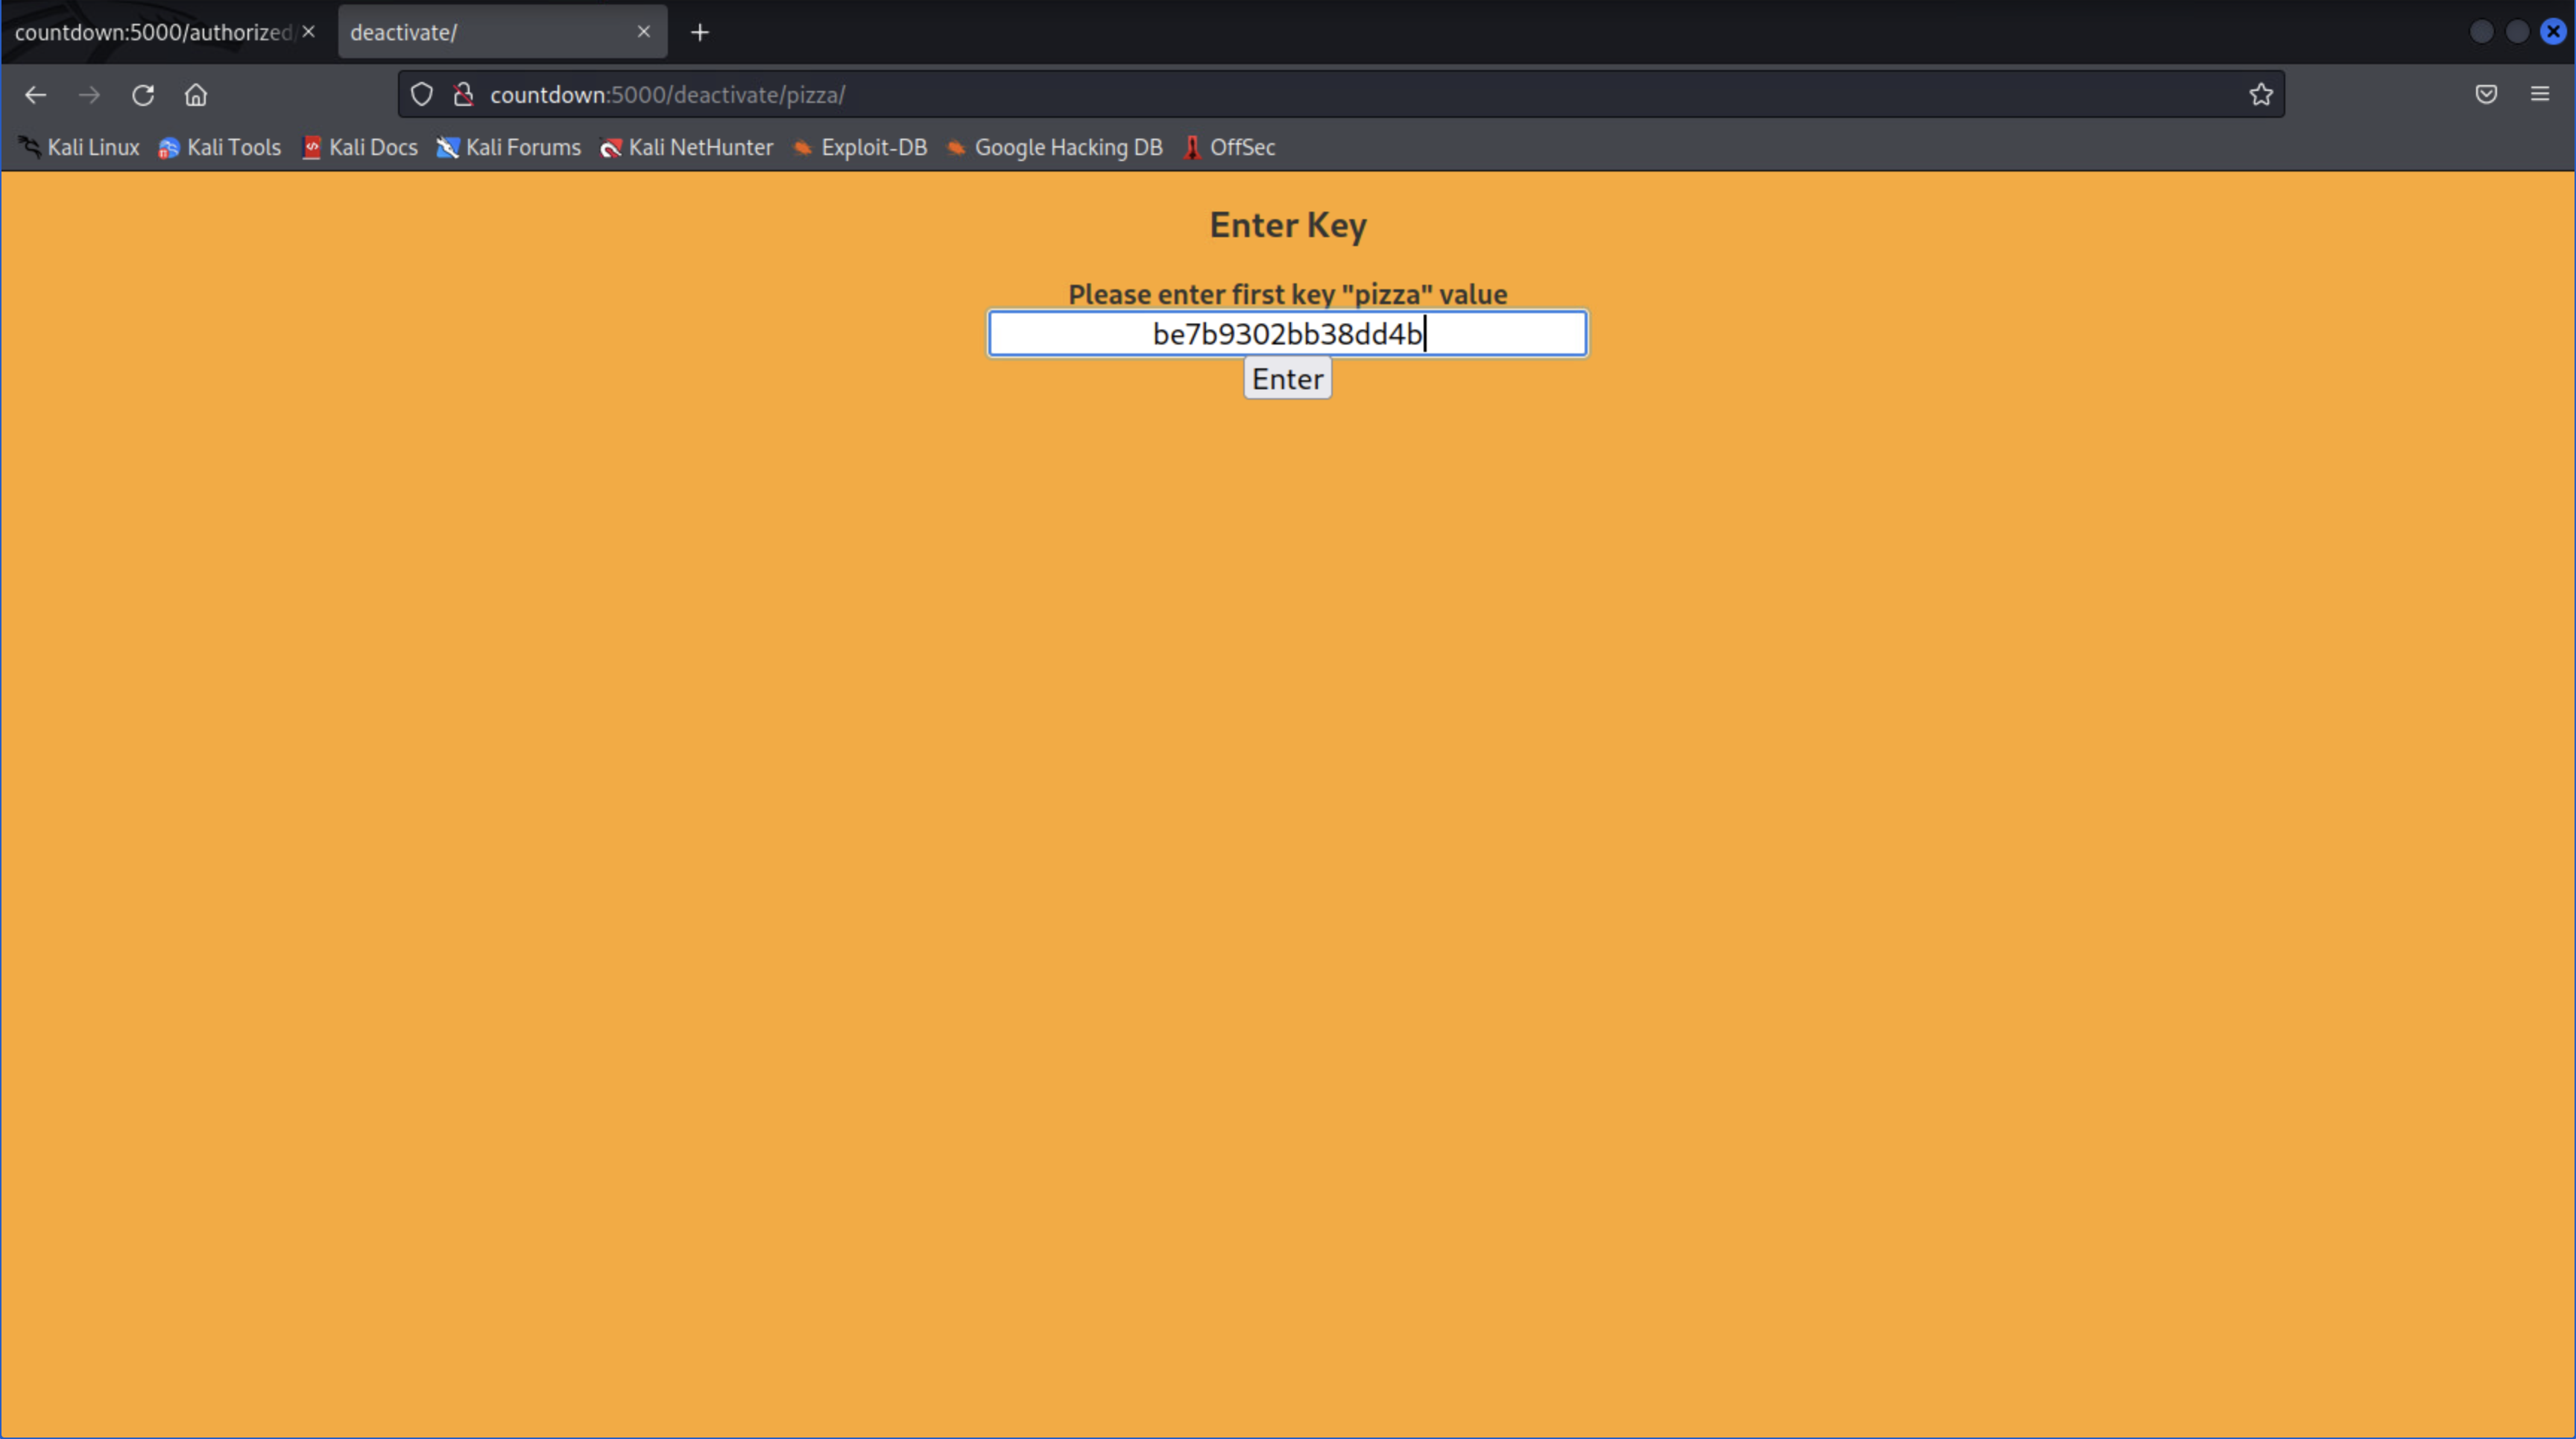 countdown:5000/authorized/
deactivate/
countdown:5000/deactivate/pizza/
Kali Linux Kali Tools Kali Docs Kali Forums Kali NetHunter Exploit-DB Google Hacking DB OffSec
Enter Key
Please enter first key "pizza" value
be7b9302bb38dd4b
Enter